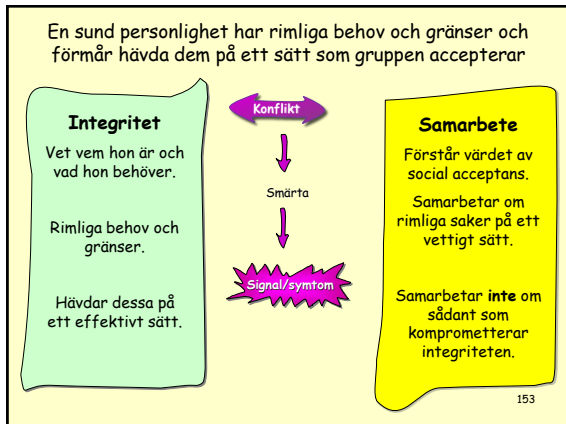 En sund personlighet har rimliga behov och gränser och
förmår hävda dem på ett sätt som gruppen accepterar
Integritet
Vet vem hon är och
vad hon behöver.
Rimliga behov och
gränser.
Hävdar dessa på
ett effektivt sätt.
Konflikt
Smärta
Signal/symtom
Samarbete
Förstår värdet av
social acceptans.
Samarbetar om
rimliga saker på ett
vettigt sätt.
Samarbetar inte om
sådant som
komprometterar
integriteten.
153